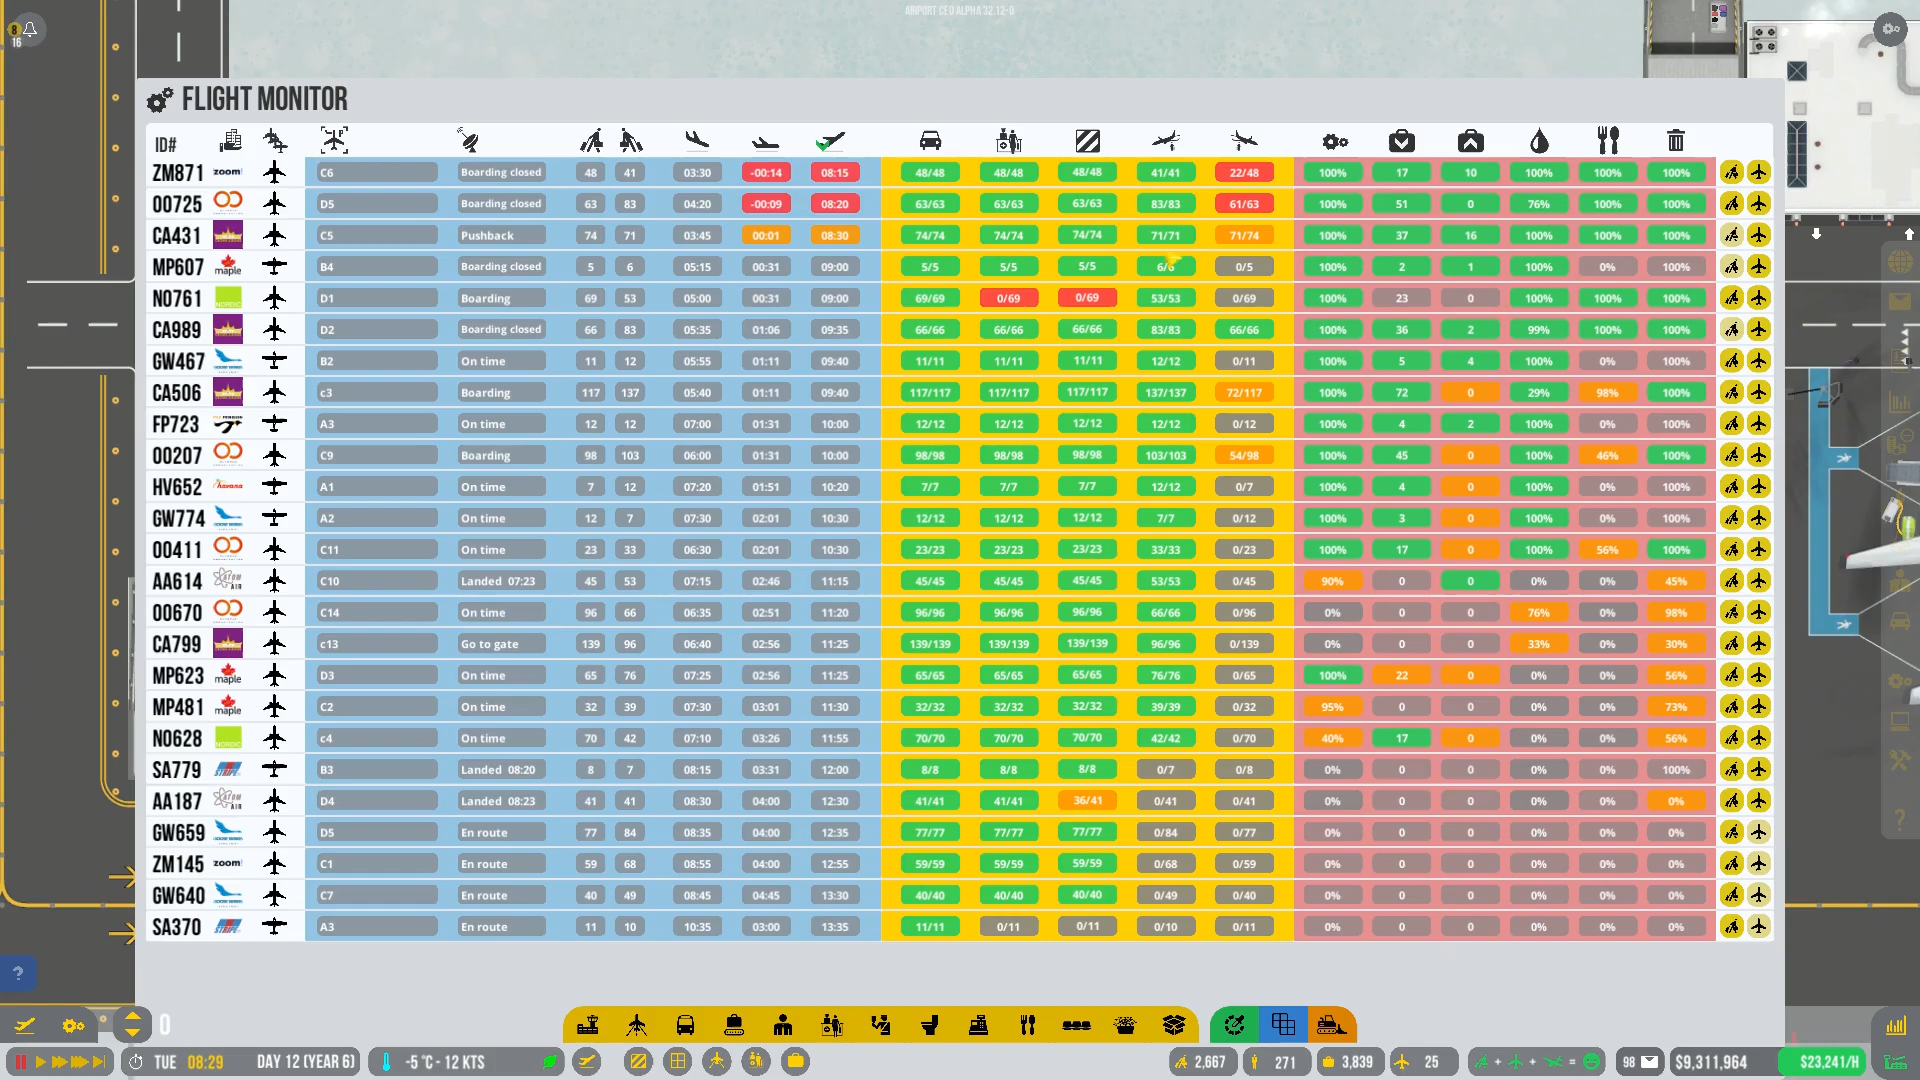 AIRPORT CEO ALPHA 32.12-0
8
16
FLIGHT MONITOR
ID#
ZM871 zoom! C6 Boarding closed 48 41 03:30 -00:14 08:15 48/48 48/48 48/48 41/41 22/48 100% 17 10 100% 100% 100%
OO725 D5 Boarding closed 63 83 04:20 -00:09 08:20 63/63 63/63 63/63 83/83 61/63 100% 51 0 76% 100% 100%
CA431 C5 Pushback 74 71 03:45 00:01 08:30 74/74 74/74 74/74 71/71 71/74 100% 37 16 100% 100% 100%
MP607 maple B4 Boarding closed 5 6 05:15 00:31 09:00 5/5 5/5 5/5 6/6 0/5 100% 2 1 100% 0% 100%
NO761 NORDIC D1 Boarding 69 53 05:00 00:31 09:00 69/69 0/69 0/69 53/53 0/69 100% 23 0 100% 100% 100%
CA989 D2 Boarding closed 66 83 05:35 01:06 09:35 66/66 66/66 66/66 83/83 66/66 100% 36 2 99% 100% 100%
GW467 B2 On time 11 12 05:55 01:11 09:40 11/11 11/11 11/11 12/12 0/11 100% 5 4 100% 0% 100%
CA506 c3 Boarding 117 137 05:40 01:11 09:40 117/117 117/117 117/117 137/137 72/117 100% 72 0 29% 98% 100%
FP723 A3 On time 12 12 07:00 01:31 10:00 12/12 12/12 12/12 12/12 0/12 100% 4 2 100% 0% 100%
OO207 C9 Boarding 98 103 06:00 01:31 10:00 98/98 98/98 98/98 103/103 54/98 100% 45 0 100% 46% 100%
HV652 havana A1 On time 7 12 07:20 01:51 10:20 7/7 7/7 7/7 12/12 0/7 100% 4 0 100% 0% 100%
GW774 A2 On time 12 7 07:30 02:01 10:30 12/12 12/12 12/12 7/7 0/12 100% 3 0 100% 0% 100%
OO411 C11 On time 23 33 06:30 02:01 10:30 23/23 23/23 23/23 33/33 0/23 100% 17 0 100% 56% 100%
AA614 C10 Landed 07:23 45 53 07:15 02:46 11:15 45/45 45/45 45/45 53/53 0/45 90% 0 0 0% 0% 45%
OO670 C14 On time 96 66 06:35 02:51 11:20 96/96 96/96 96/96 66/66 0/96 0% 0 0 76% 0% 98%
CA799 c13 Go to gate 139 96 06:40 02:56 11:25 139/139 139/139 139/139 96/96 0/139 0% 0 0 33% 0% 30%
MP623 maple D3 On time 65 76 07:25 02:56 11:25 65/65 65/65 65/65 76/76 0/65 100% 22 0 0% 0% 56%
MP481 maple C2 On time 32 39 07:30 03:01 11:30 32/32 32/32 32/32 39/39 0/32 95% 0 0 0% 0% 73%
NO628 NORDIC c4 On time 70 42 07:10 03:26 11:55 70/70 70/70 70/70 42/42 0/70 40% 17 0 0% 0% 56%
SA779 STRIPE B3 Landed 08:20 8 7 08:15 03:31 12:00 8/8 8/8 8/8 0/7 0/8 0% 0 0 0% 0% 100%
AA187 D4 Landed 08:23 41 41 08:30 04:00 12:30 41/41 41/41 36/41 0/41 0/41 0% 0 0 0% 0% 0%
GW659 D5 En route 77 84 08:35 04:00 12:35 77/77 77/77 77/77 0/84 0/77 0% 0 0 0% 0% 0%
ZM145 zoom! C1 En route 59 68 08:55 04:00 12:55 59/59 59/59 59/59 0/68 0/59 0% 0 0 0% 0% 0%
GW640 C7 En route 40 49 08:45 04:45 13:30 40/40 40/40 40/40 0/49 0/40 0% 0 0 0% 0% 0%
SA370 STRIPE A3 En route 11 10 10:35 03:00 13:35 11/11 0/11 0/11 0/10 0/11 0% 0 0 0% 0% 0%
?
0
TUE 08:29 DAY 12 (YEAR 6) -5 °C - 12 KTS 2,667 271 3,839 25 + + = 98 $9,311,964 $23,241/H